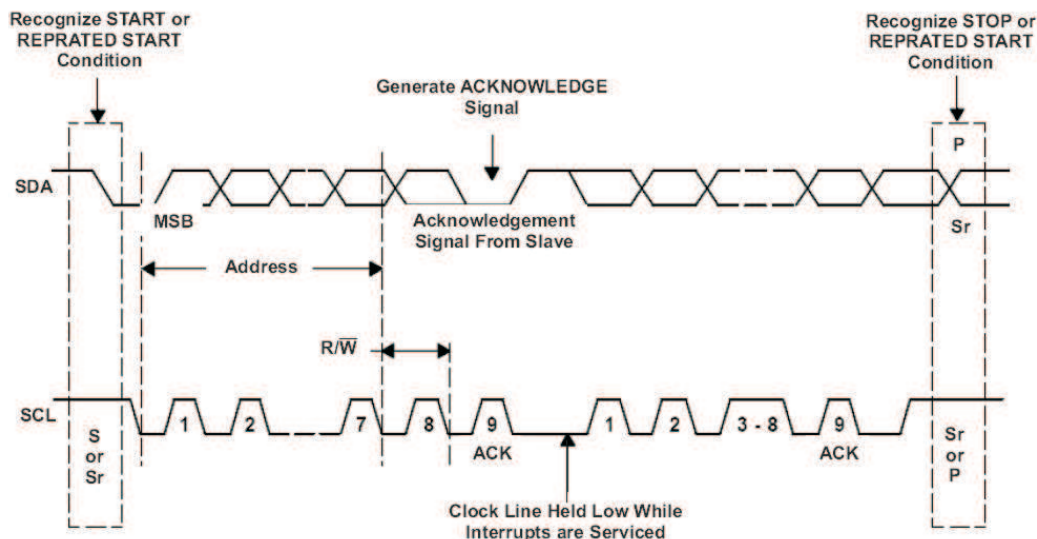 Recognize START or
REPRATED START
Condition
Recognize STOP or
REPRATED START
Condition
Generate ACKNOWLEDGE
Signal
P
SDA
MSB
Acknowledgement
Signal From Slave
Sr
Address
R/W̅
SCL
1
2
7
8
9
1
2
3 - 8
9
S
or
Sr
ACK
ACK
Sr
or
P
Clock Line Held Low While
Interrupts are Serviced